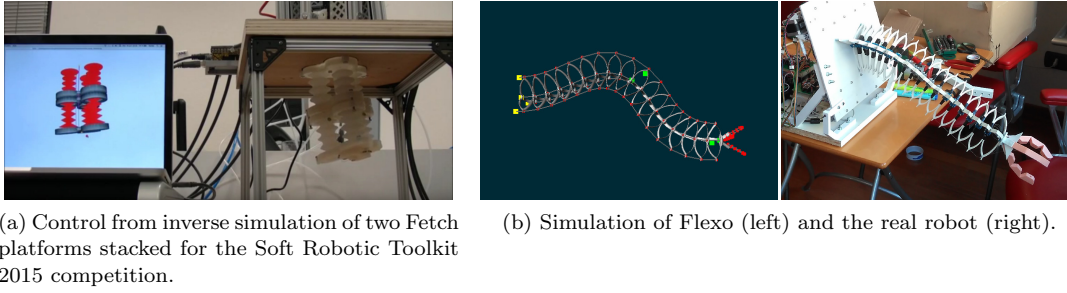 (a) Control from inverse simulation of two Fetch
platforms stacked for the Soft Robotic Toolkit
2015 competition.
(b) Simulation of Flexo (left) and the real robot (right).